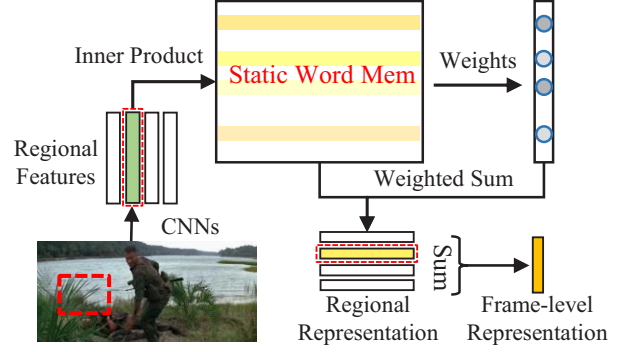 Inner Product
Static Word Mem
Weights
Regional
Features
Weighted Sum
CNNs
Sum
Regional
Representation
Frame-level
Representation